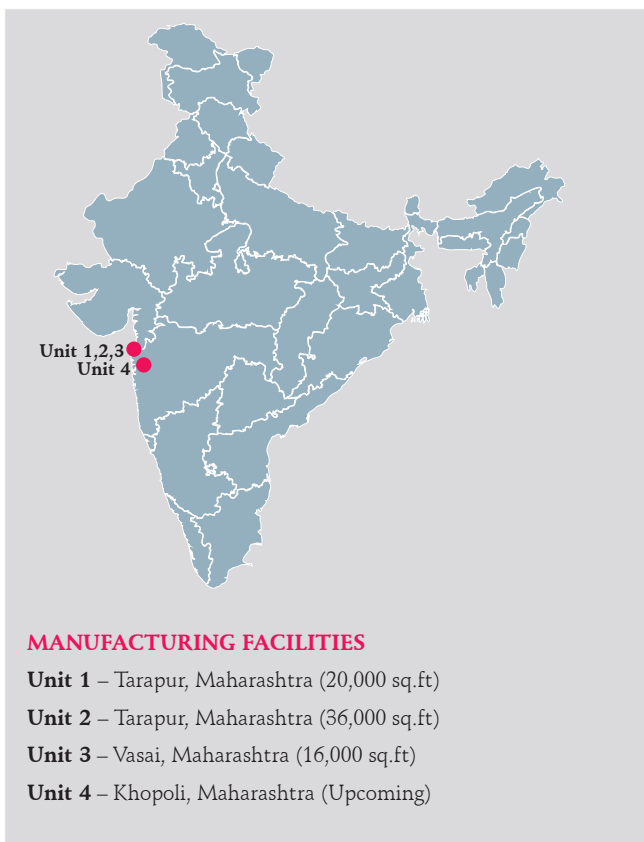 Unit 1,2,3
Unit 4
MANUFACTURING FACILITIES
Unit 1 – Tarapur, Maharashtra (20,000 sq.ft)
Unit 2 – Tarapur, Maharashtra (36,000 sq.ft)
Unit 3 – Vasai, Maharashtra (16,000 sq.ft)
Unit 4 – Khopoli, Maharashtra (Upcoming)